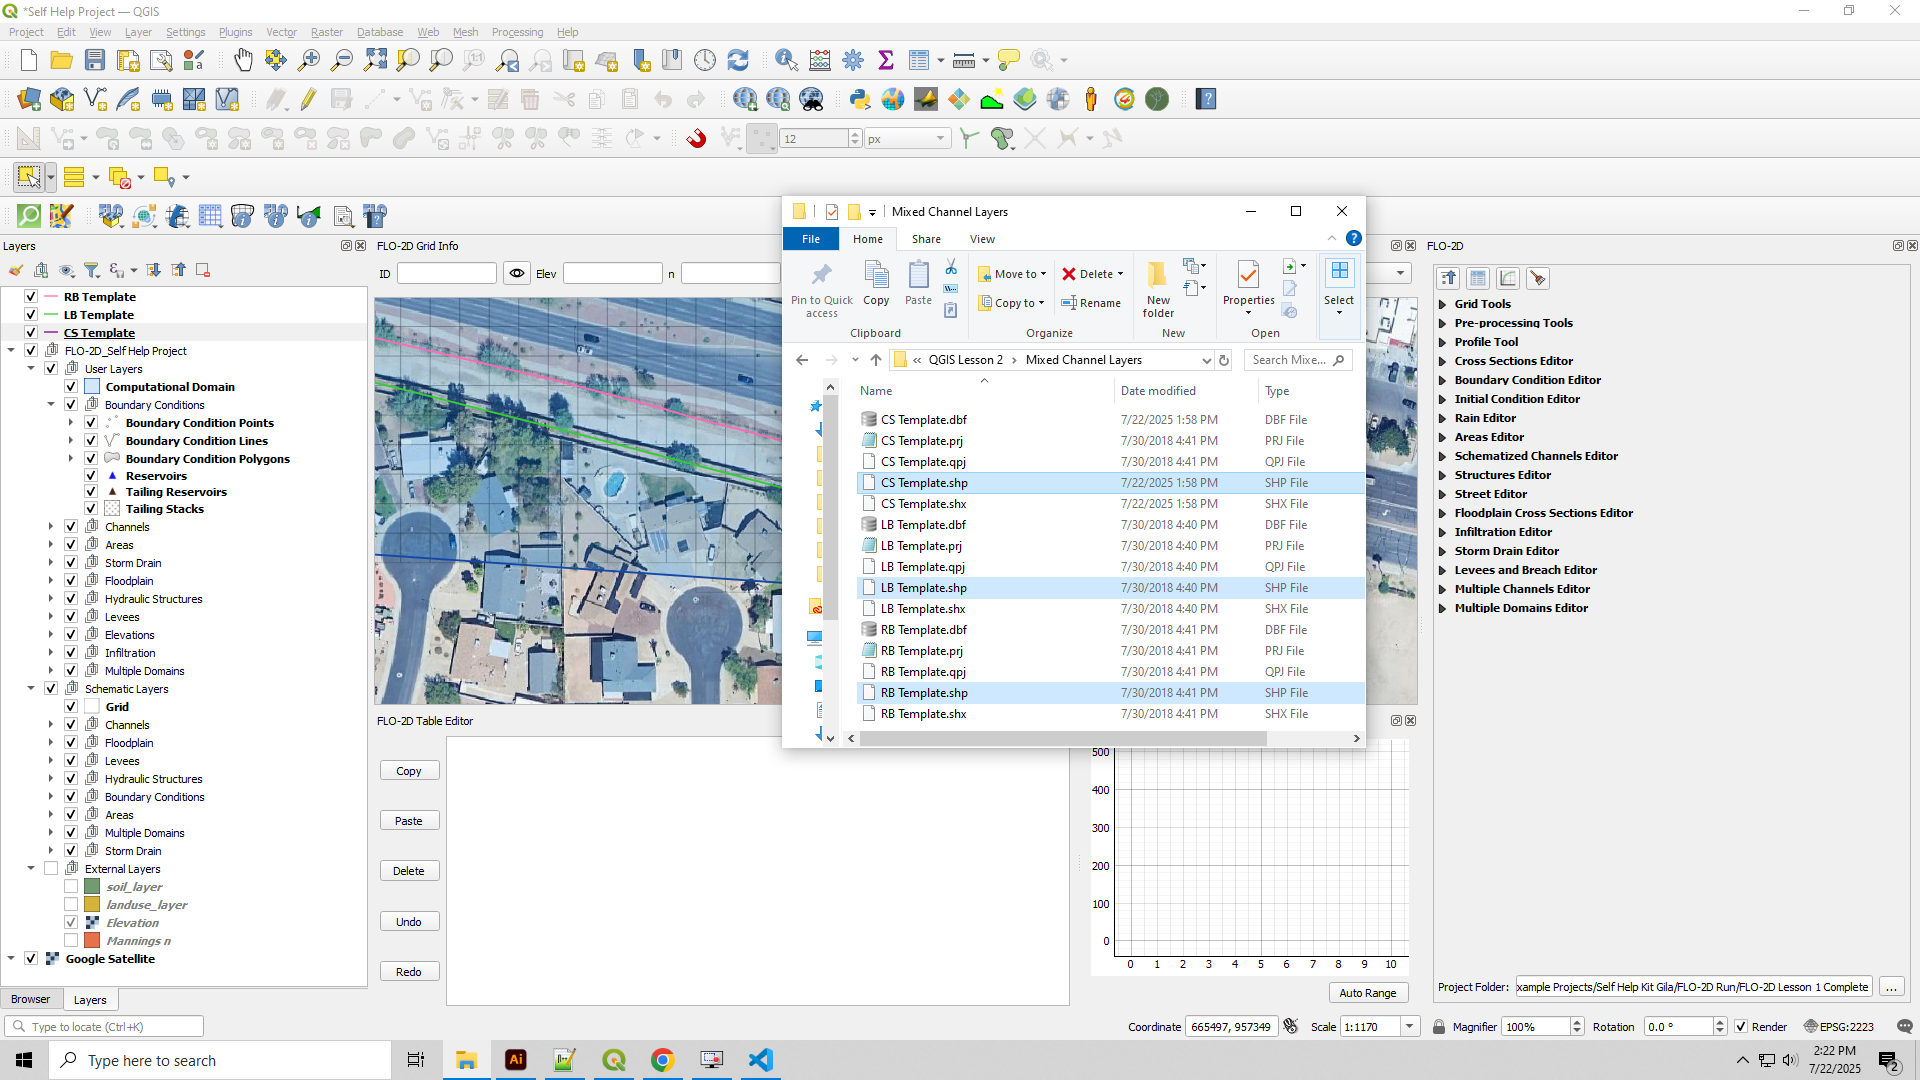 *Self Help Project — QGIS
Project Edit View Layer Settings Plugins Vector Raster Database Web Mesh Processing Help
12 px
Layers
RB Template
LB Template
CS Template
FLO-2D_Self Help Project
User Layers
Computational Domain
Boundary Conditions
Boundary Condition Points
Boundary Condition Lines
Boundary Condition Polygons
Reservoirs
Tailing Reservoirs
Tailing Stacks
Channels
Areas
Storm Drain
Floodplain
Hydraulic Structures
Levees
Elevations
Infiltration
Multiple Domains
Schematic Layers
Grid
Channels
Floodplain
Levees
Hydraulic Structures
Boundary Conditions
Areas
Multiple Domains
Storm Drain
External Layers
soil_layer
landuse_layer
Elevation
Mannings n
Google Satellite
Browser Layers
FLO-2D Grid Info
ID Elev n
Mixed Channel Layers
File Home Share View
Pin to Quick access
Copy
Paste
Move to
Copy to
Delete
Rename
New folder
Properties
Select
Clipboard Organize New Open
« QGIS Lesson 2 › Mixed Channel Layers
Search Mixe...
Name Date modified Type
CS Template.dbf 7/22/2025 1:58 PM DBF File
CS Template.prj 7/30/2018 4:41 PM PRJ File
CS Template.qpj 7/30/2018 4:41 PM QPJ File
CS Template.shp 7/22/2025 1:58 PM SHP File
CS Template.shx 7/22/2025 1:58 PM SHX File
LB Template.dbf 7/30/2018 4:40 PM DBF File
LB Template.prj 7/30/2018 4:40 PM PRJ File
LB Template.qpj 7/30/2018 4:40 PM QPJ File
LB Template.shp 7/30/2018 4:40 PM SHP File
LB Template.shx 7/30/2018 4:40 PM SHX File
RB Template.dbf 7/30/2018 4:41 PM DBF File
RB Template.prj 7/30/2018 4:41 PM PRJ File
RB Template.qpj 7/30/2018 4:41 PM QPJ File
RB Template.shp 7/30/2018 4:41 PM SHP File
RB Template.shx 7/30/2018 4:41 PM SHX File
FLO-2D Table Editor
Copy
Paste
Delete
Undo
Redo
500
400
300
200
100
0
0 1 2 3 4 5 6 7 8 9 10
Auto Range
FLO-2D
Grid Tools
Pre-processing Tools
Profile Tool
Cross Sections Editor
Boundary Condition Editor
Initial Condition Editor
Rain Editor
Areas Editor
Schematized Channels Editor
Structures Editor
Street Editor
Floodplain Cross Sections Editor
Infiltration Editor
Storm Drain Editor
Levees and Breach Editor
Multiple Channels Editor
Multiple Domains Editor
Project Folder: xample Projects/Self Help Kit Gila/FLO-2D Run/FLO-2D Lesson 1 Complete ...
Type to locate (Ctrl+K)
Coordinate 665497, 957349 Scale 1:1170 Magnifier 100% Rotation 0.0 ° Render EPSG:2223
Type here to search
Ai
2:22 PM
7/22/2025
2